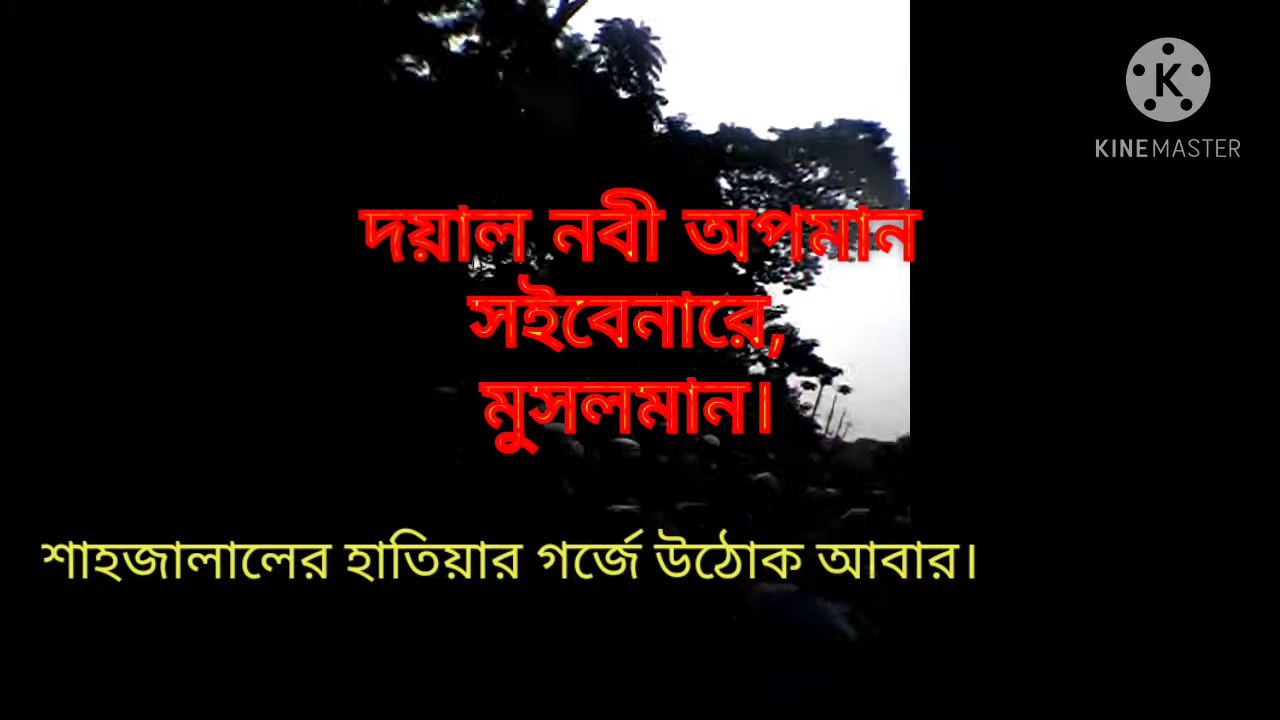 KINEMASTER
দয়াল নবী অপমান
সইবেনারে,
মুসলমান।
শাহজালালের হাতিয়ার গর্জে উঠোক আবার।